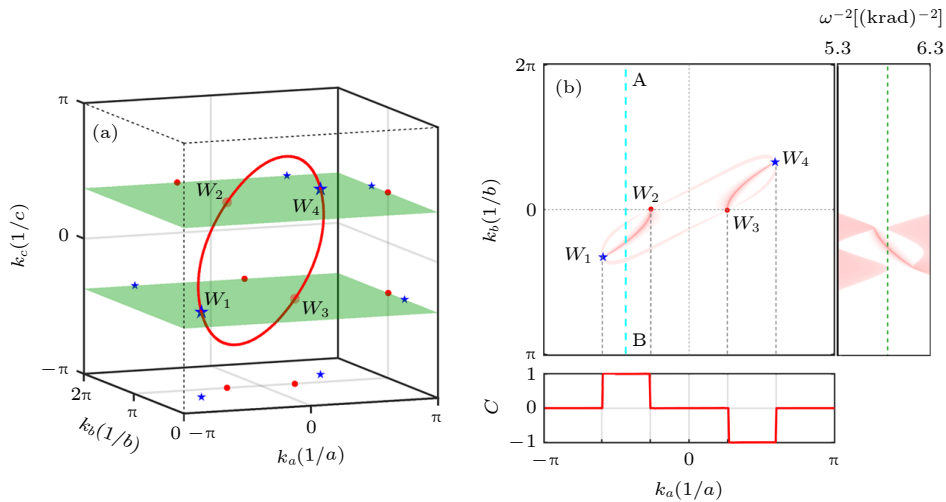 (a)
π
0
−π
k_c(1/c)
W_2
W_4
W_1
W_3
2π
π
0
k_b(1/b)
−π
0
π
k_a(1/a)
ω^{−2}[(krad)^{−2}]
5.3
6.3
(b)
2π
0
π
k_b(1/b)
A
W_4
W_2
W_3
W_1
B
C
1
0
−1
−π
0
π
k_a(1/a)